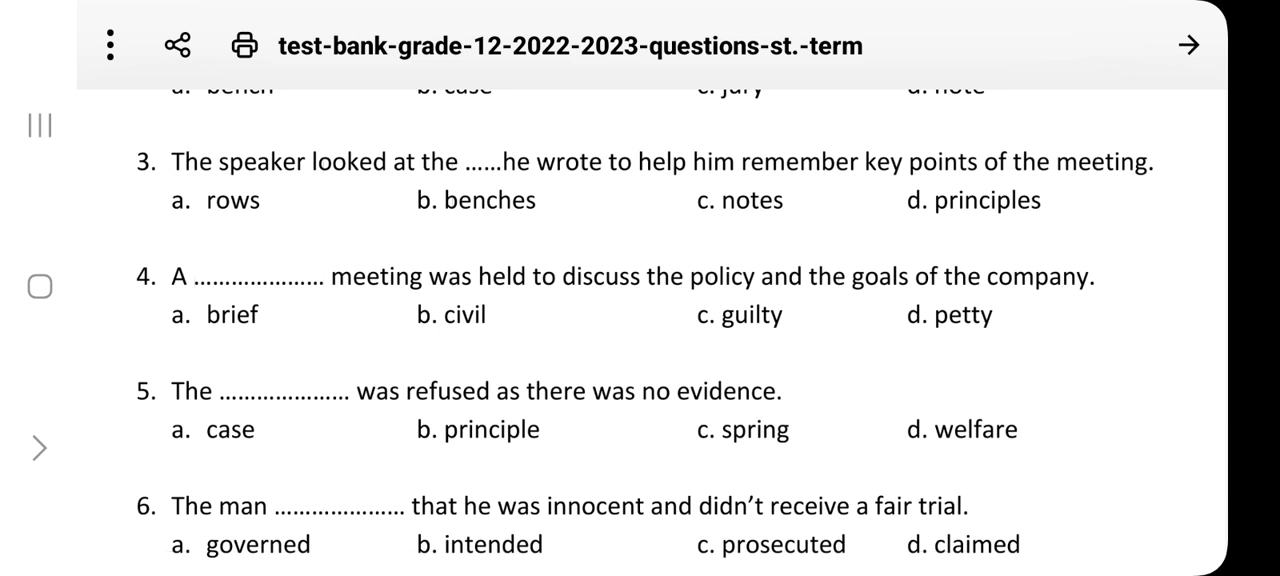 test-bank-grade-12-2022-2023-questions-st.-term
3. The speaker looked at the ......he wrote to help him remember key points of the meeting.
a. rows b. benches c. notes d. principles
4. A ..................... meeting was held to discuss the policy and the goals of the company.
a. brief b. civil c. guilty d. petty
5. The ..................... was refused as there was no evidence.
a. case b. principle c. spring d. welfare
6. The man ..................... that he was innocent and didn’t receive a fair trial.
a. governed b. intended c. prosecuted d. claimed